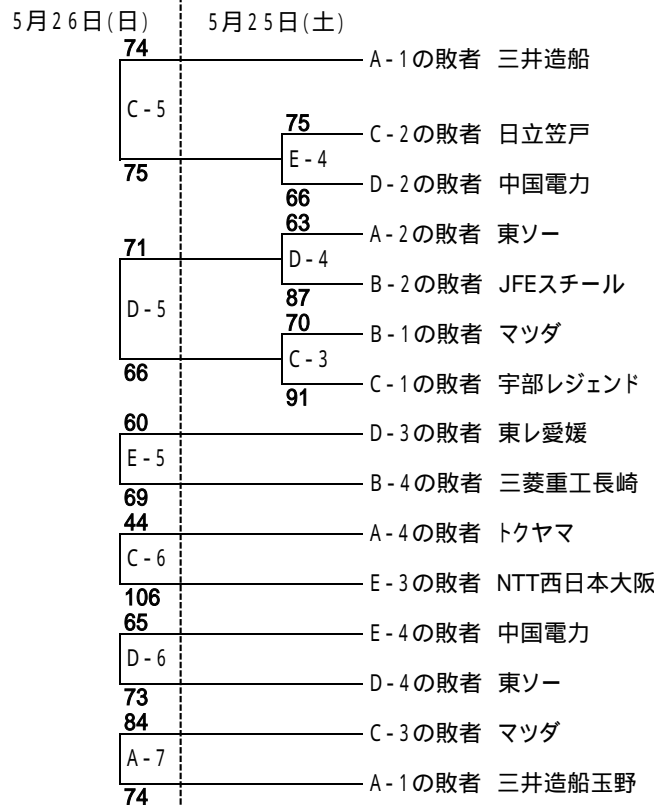 5月26日(日) 5月25日(土)
74
A-1の敗者 三井造船
C-5
75
C-2の敗者 日立笠戸
E-4
75
D-2の敗者 中国電力
66
63
A-2の敗者 東ソー
71
D-4
B-2の敗者 JFEスチール
87
D-5
70
B-1の敗者 マツダ
C-3
66
C-1の敗者 宇部レジェンド
91
60
D-3の敗者 東レ愛媛
E-5
B-4の敗者 三菱重工長崎
69
44
A-4の敗者 トクヤマ
C-6
E-3の敗者 NTT西日本大阪
106
65
E-4の敗者 中国電力
D-6
D-4の敗者 東ソー
73
84
C-3の敗者 マツダ
A-7
A-1の敗者 三井造船玉野
74